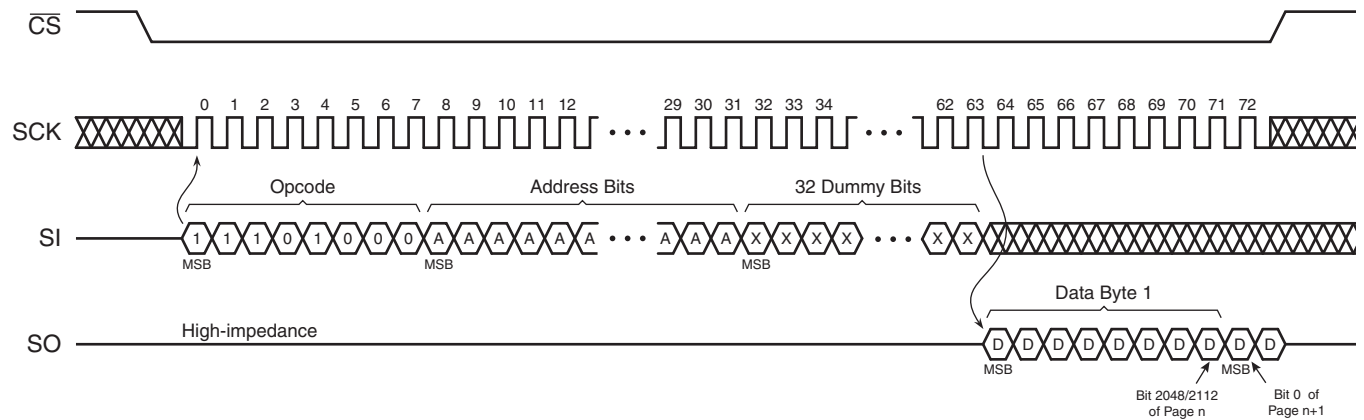 CS
0 1 2 3 4 5 6 7 8 9 10 11 12 29 30 31 32 33 34 62 63 64 65 66 67 68 69 70 71 72
SCK
Opcode Address Bits 32 Dummy Bits
SI 1 1 1 0 1 0 0 0 A A A A A A A A A X X X X X X
MSB MSB MSB
Data Byte 1
High-impedance
SO D D D D D D D D D D
MSB MSB
Bit 2048/2112 of Page n
Bit 0 of Page n+1